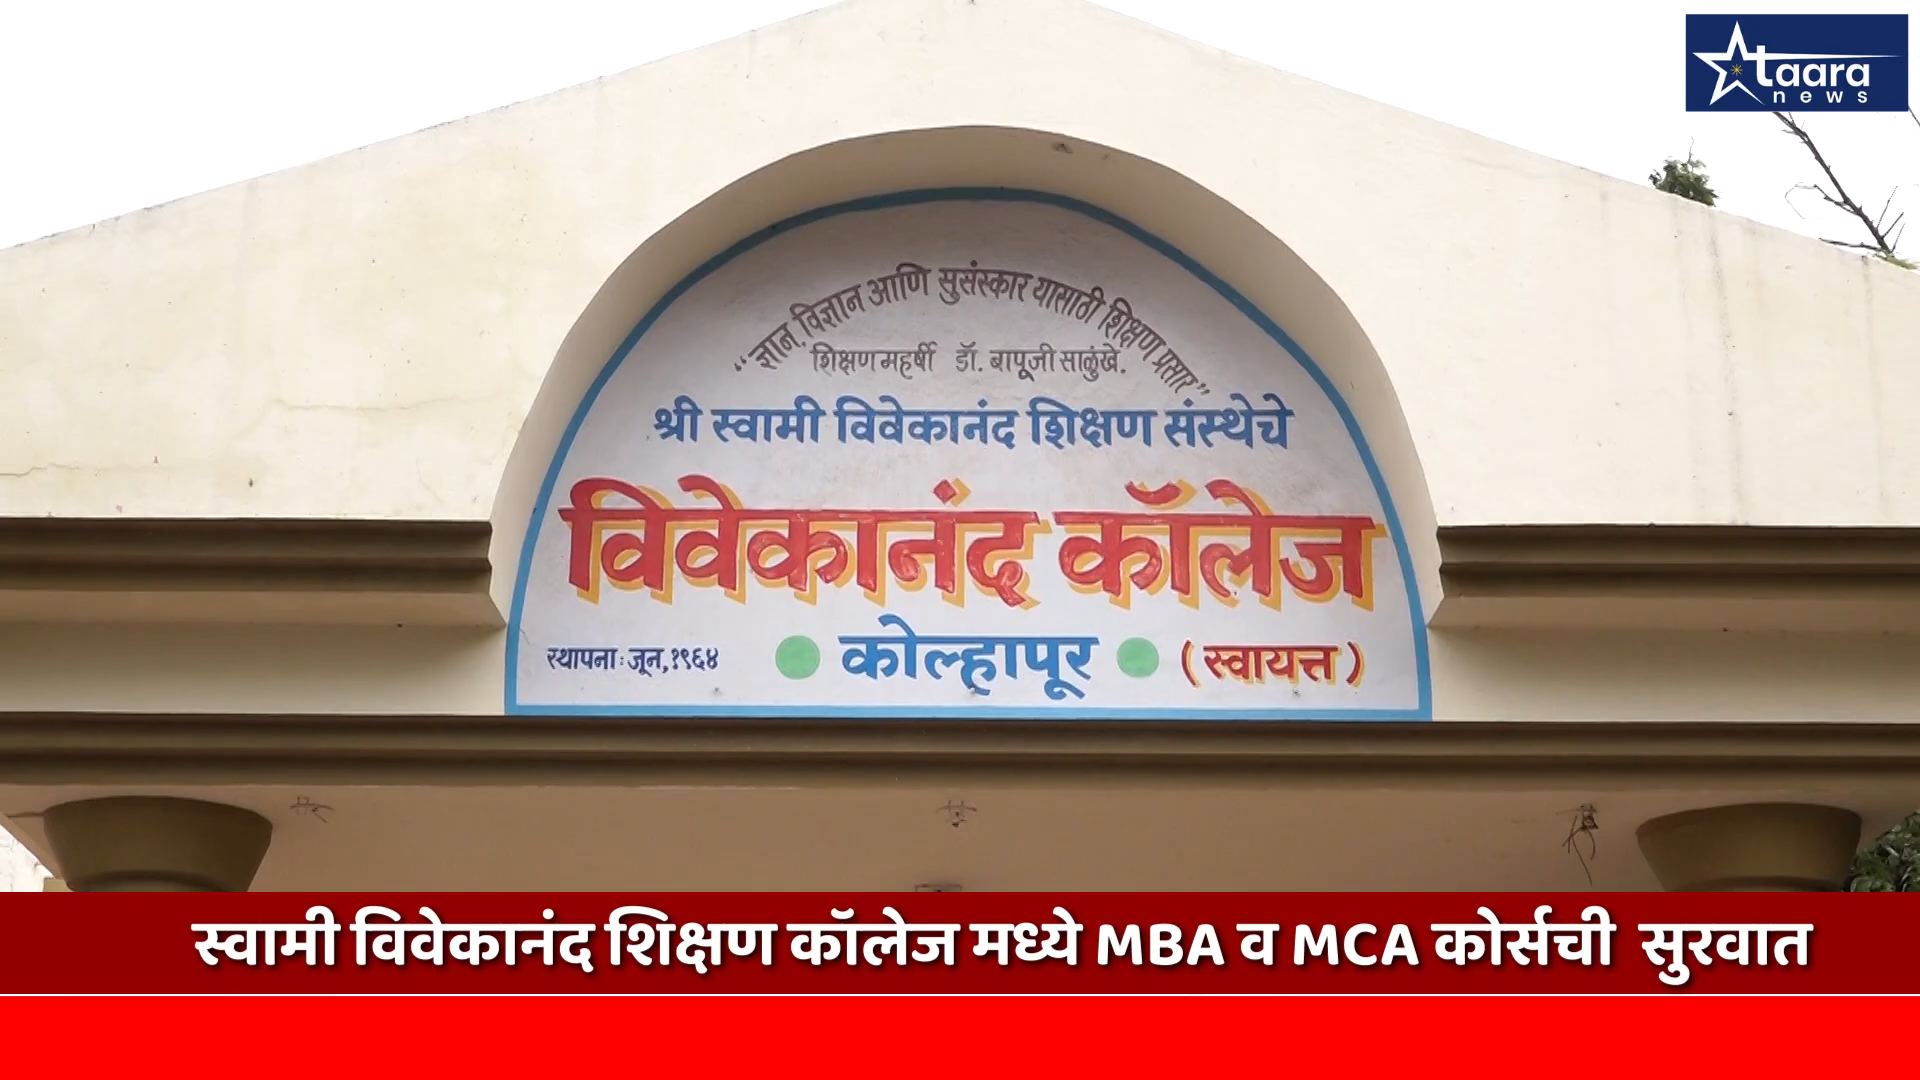 taara
news
“ज्ञान, विज्ञान आणि सुसंस्कार यासाठी शिक्षण प्रसार”
शिक्षणमहर्षी डॉ. बापूजी साळुंखे.
श्री स्वामी विवेकानंद शिक्षण संस्थेचे
विवेकानंद कॉलेज
स्थापना: जून,१९६४ कोल्हापूर (स्वायत्त)
स्वामी विवेकानंद शिक्षण कॉलेज मध्ये MBA व MCA कोर्सची सुरवात